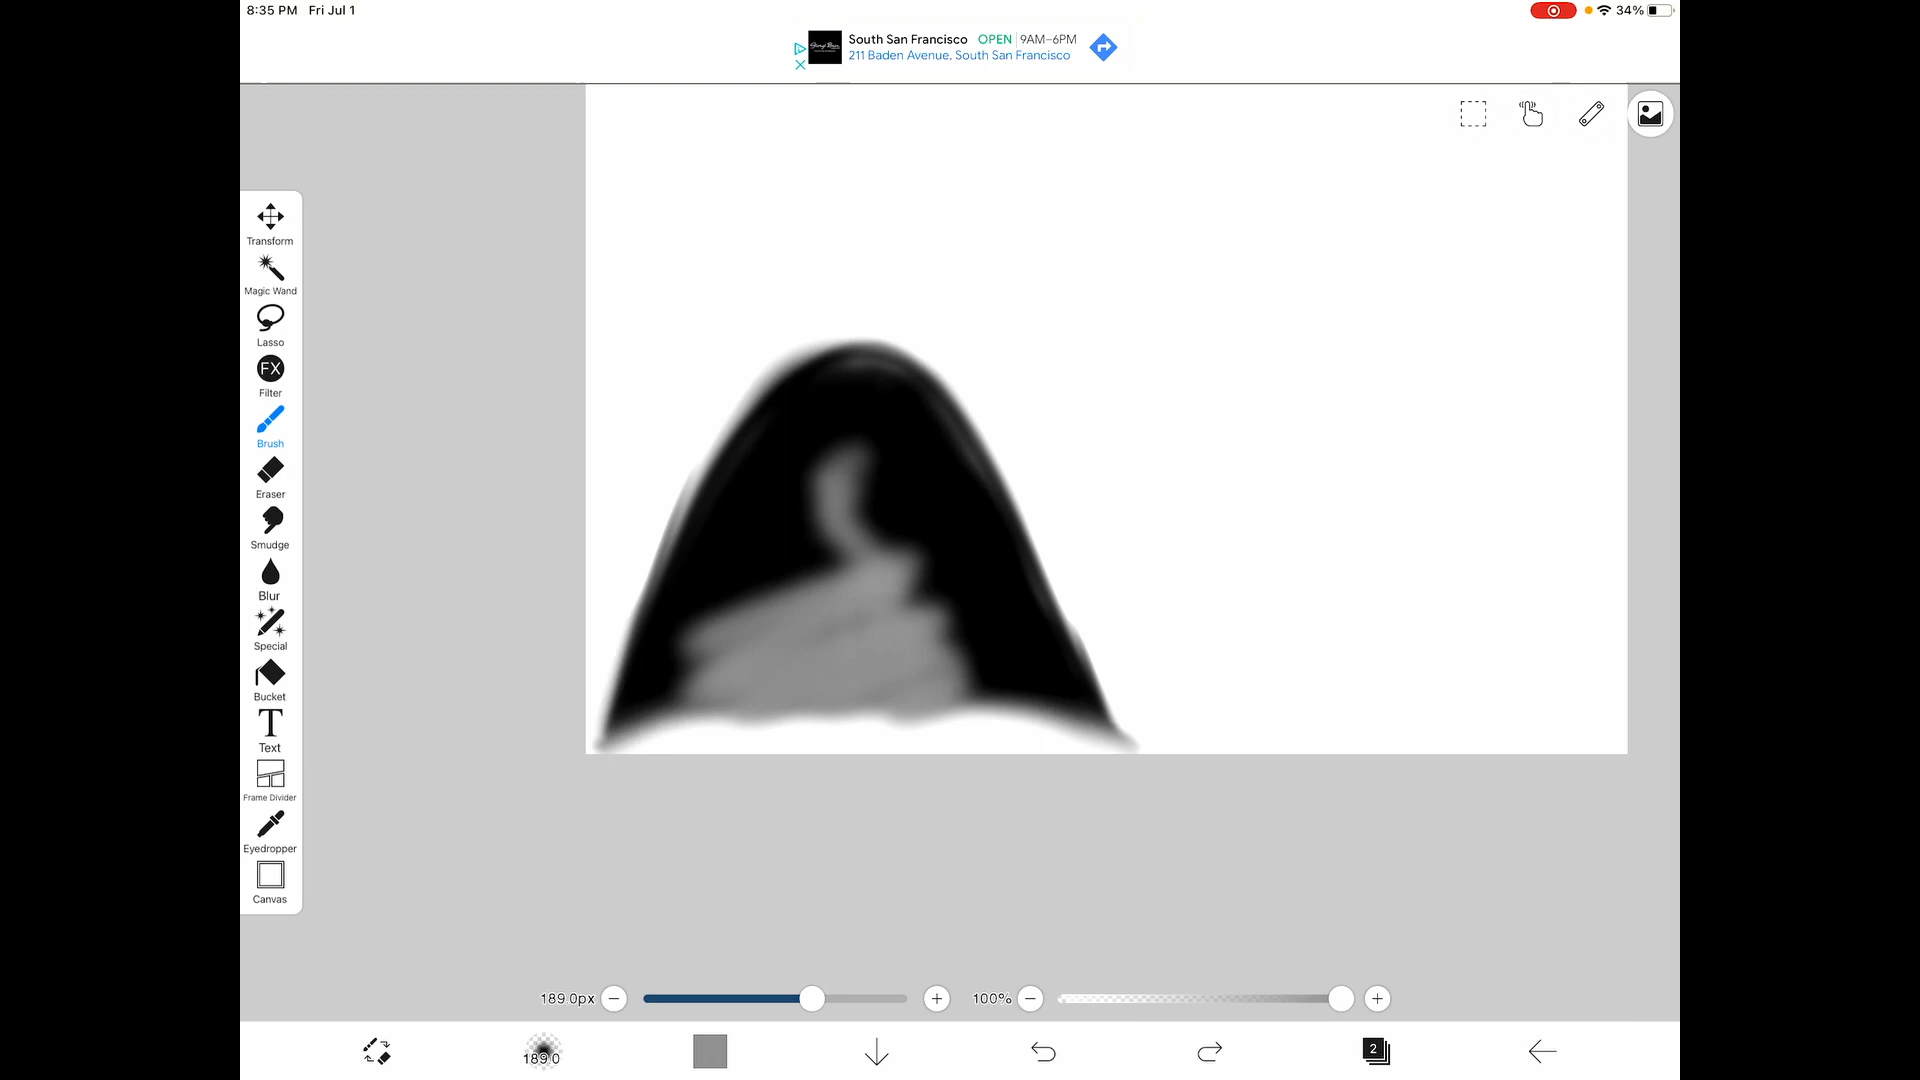 8:35 PM Fri Jul 1
34%
South San Francisco OPEN 9AM–6PM
211 Baden Avenue, South San Francisco
Transform
Magic Wand
Lasso
FX
Filter
Brush
Eraser
Smudge
Blur
Special
Bucket
T
Text
Frame Divider
Eyedropper
Canvas
189.0px
100%
189.0
2